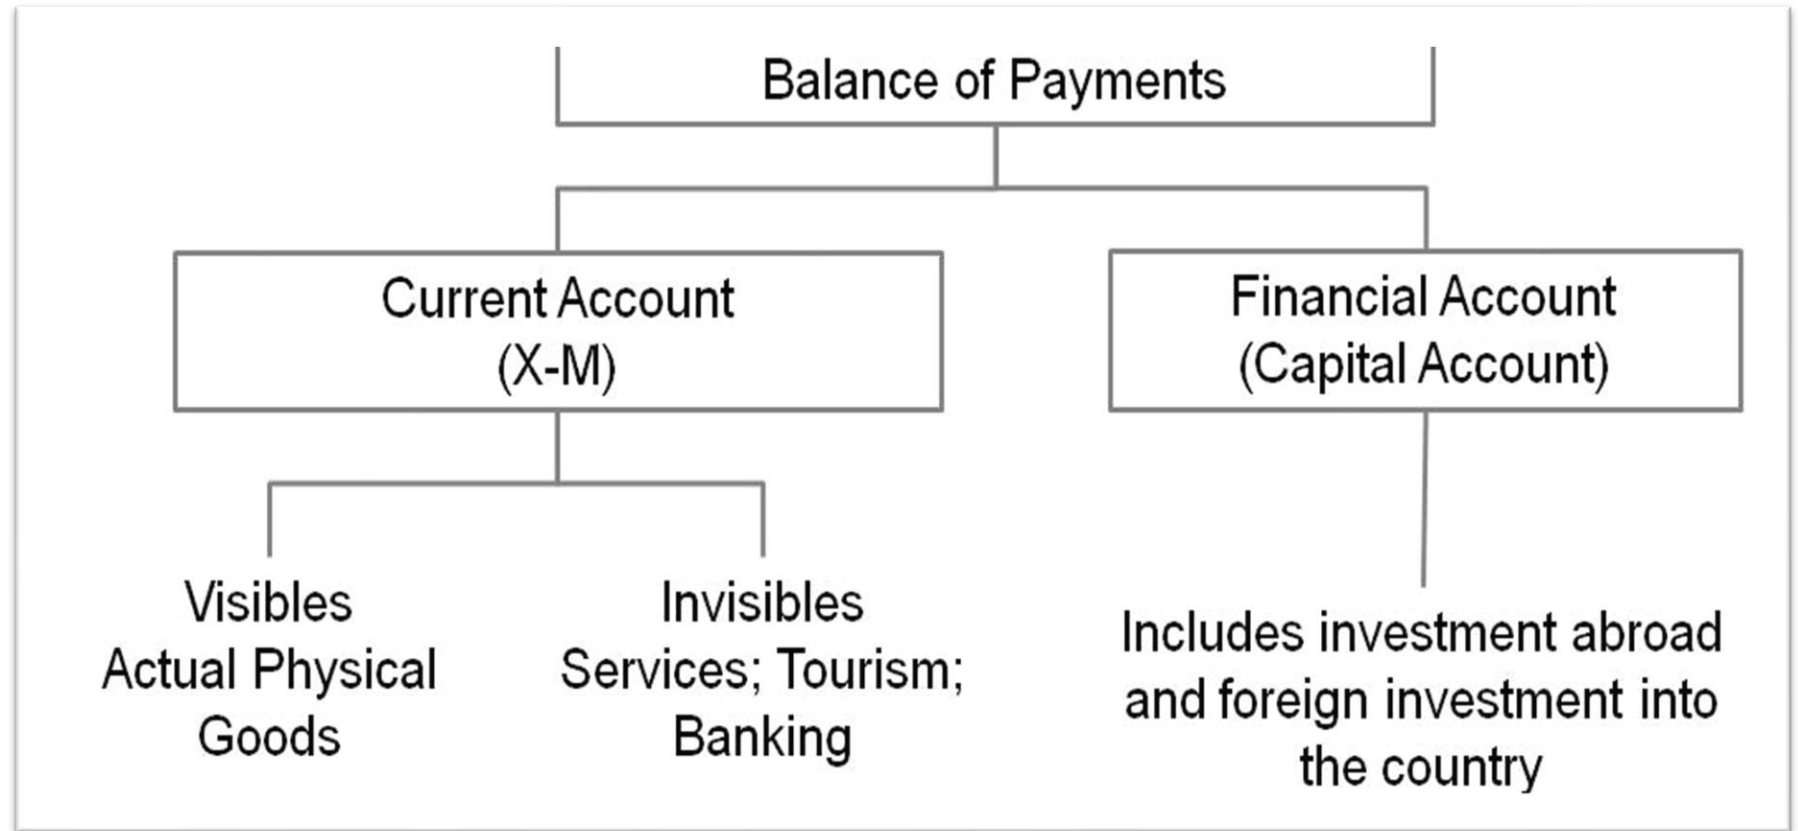 Balance of Payments
Current Account
(X-M)
Financial Account
(Capital Account)
Visibles
Actual Physical
Goods
Invisibles
Services; Tourism;
Banking
Includes investment abroad
and foreign investment into
the country